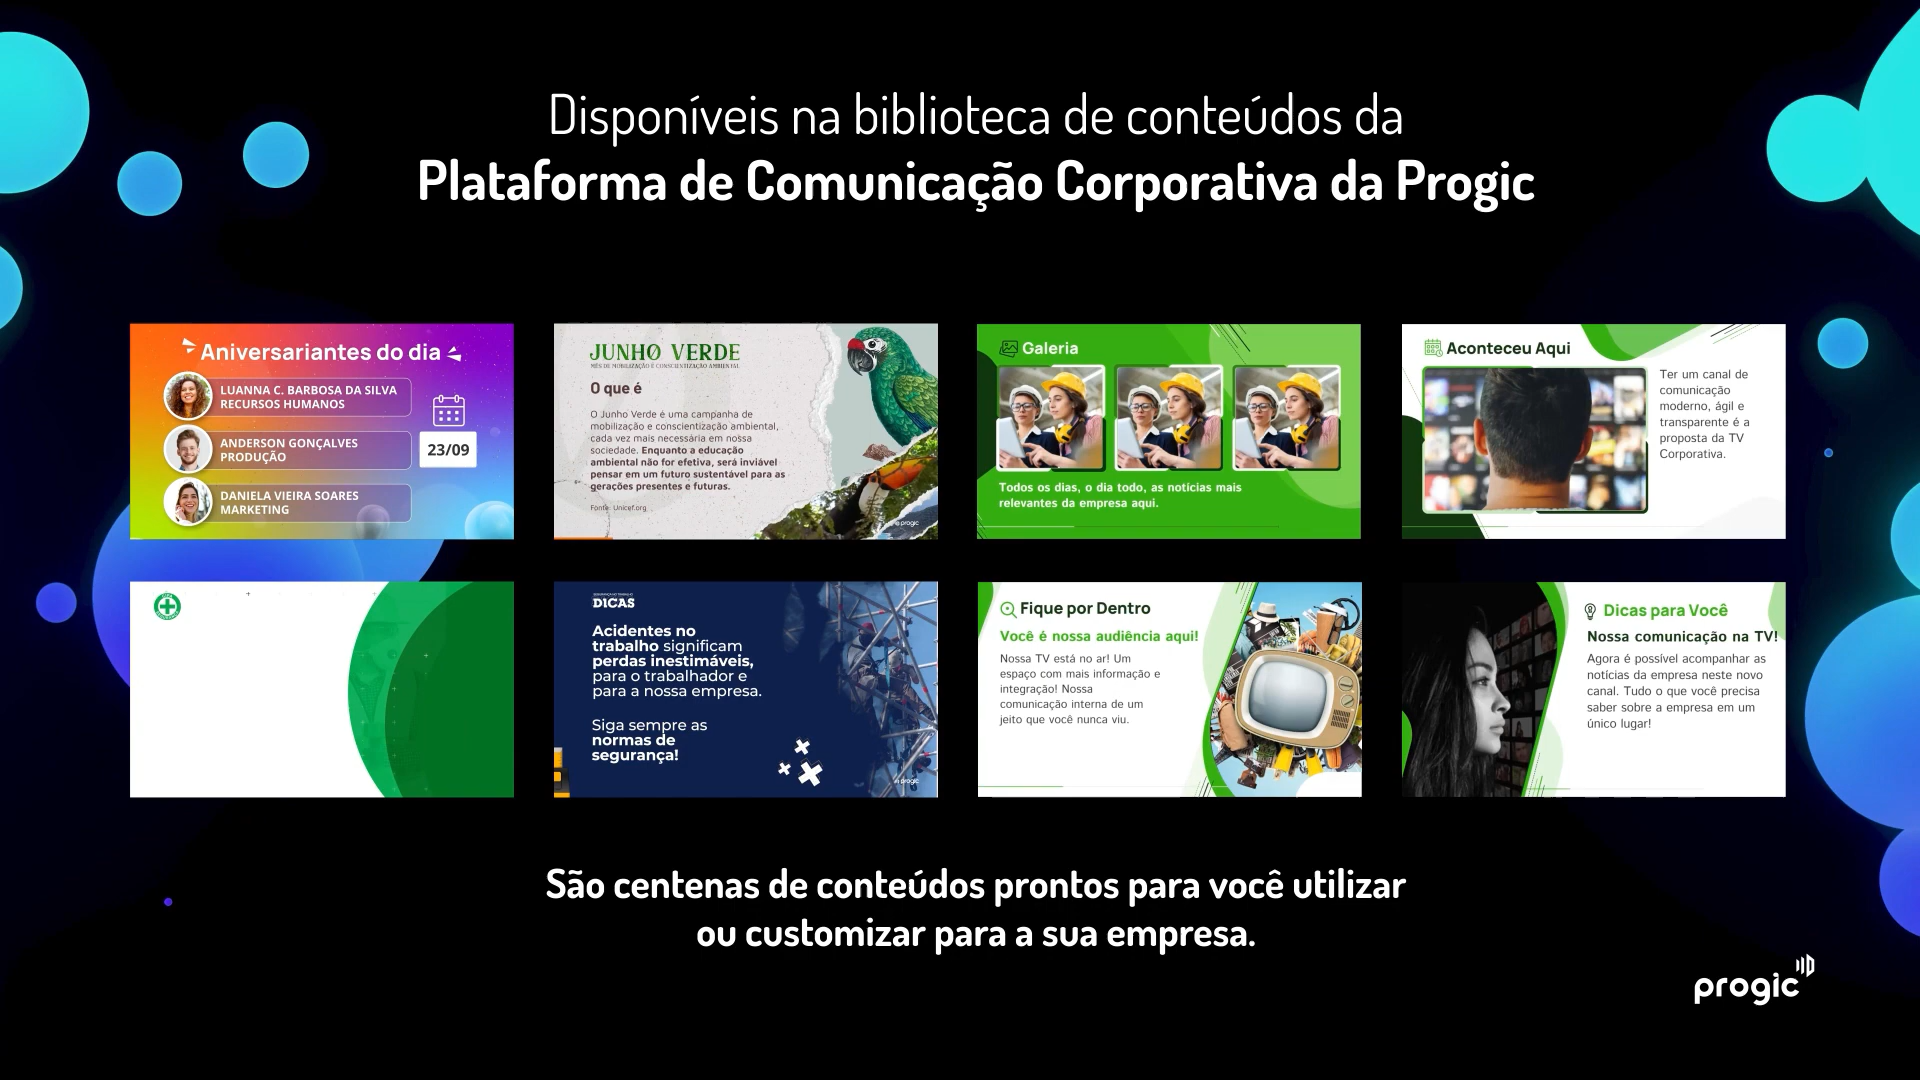 Disponíveis na biblioteca de conteúdos da
Plataforma de Comunicação Corporativa da Progic
Aniversariantes do dia
LUANNA C. BARBOSA DA SILVA
RECURSOS HUMANOS
ANDERSON GONÇALVES
PRODUÇÃO
DANIELA VIEIRA SOARES
MARKETING
23/09
JUNHO VERDE
MÊS DE MOBILIZAÇÃO E CONSCIENTIZAÇÃO AMBIENTAL
O que é
O Junho Verde é uma campanha de
mobilização e conscientização ambiental,
cada vez mais necessária em nossa
sociedade. Enquanto a educação
ambiental não for efetiva, será inviável
pensar em um futuro sustentável para as
gerações presentes e futuras.
Fonte: Unicef.org
progic
Galeria
Todos os dias, o dia todo, as notícias mais
relevantes da empresa aqui.
Aconteceu Aqui
Ter um canal de
comunicação
moderno, ágil e
transparente é a
proposta da TV
Corporativa.
DICAS
Acidentes no
trabalho significam
perdas inestimáveis,
para o trabalhador e
para a nossa empresa.
Siga sempre as
normas de
segurança!
progic
Fique por Dentro
Você é nossa audiência aqui!
Nossa TV está no ar! Um
espaço com mais informação e
integração! Nossa
comunicação interna de um
jeito que você nunca viu.
Dicas para Você
Nossa comunicação na TV!
Agora é possível acompanhar as
notícias da empresa neste novo
canal. Tudo o que você precisa
saber sobre a empresa em um
único lugar!
São centenas de conteúdos prontos para você utilizar
ou customizar para a sua empresa.
progic